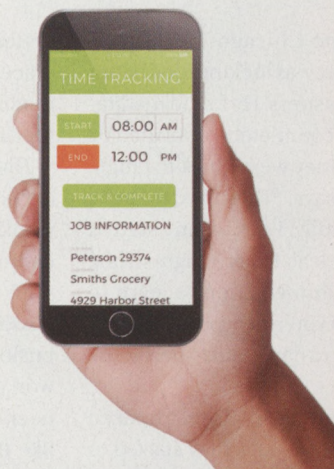 TIME TRACKING
START 08:00 AM
END 12:00 PM
TRACK & COMPLETE
JOB INFORMATION
Peterson 29374
Smiths Grocery
4929 Harbor Street